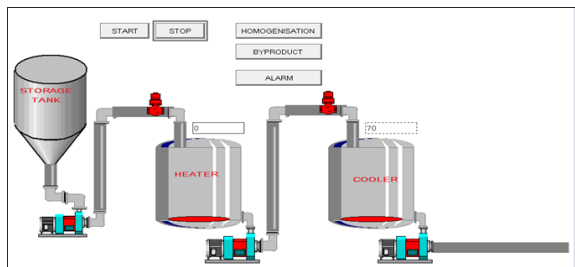 START
STOP
HOMOGENISATION
BYPRODUCT
ALARM
STORAGE
TANK
0
70
HEATER
COOLER